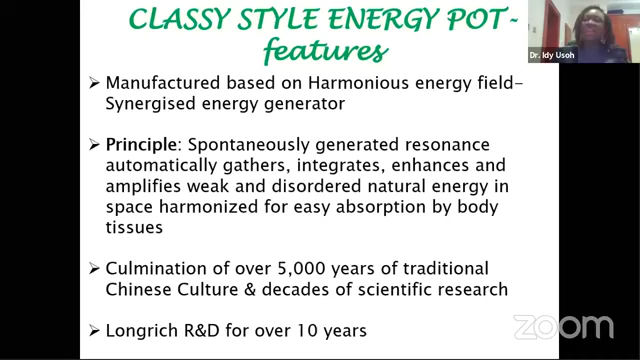 CLASSY STYLE ENERGY POT-
features
➢ Manufactured based on Harmonious energy field-
Synergised energy generator
➢ Principle: Spontaneously generated resonance
automatically gathers, integrates, enhances and
amplifies weak and disordered natural energy in
space harmonized for easy absorption by body
tissues
➢ Culmination of over 5,000 years of traditional
Chinese Culture & decades of scientific research
➢ Longrich R&D for over 10 years
Dr. Idy Usoh
zoom